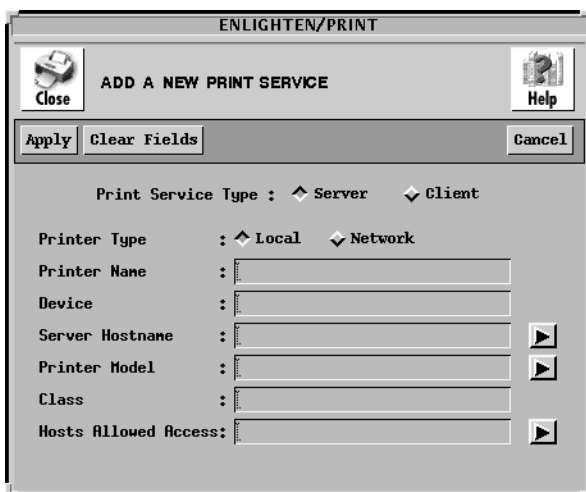 ENLIGHTEN/PRINT
Close
ADD A NEW PRINT SERVICE
Help
Apply Clear Fields Cancel
Print Service Type : Server Client
Printer Type : Local Network
Printer Name :
Device :
Server Hostname :
Printer Model :
Class :
Hosts Allowed Access: